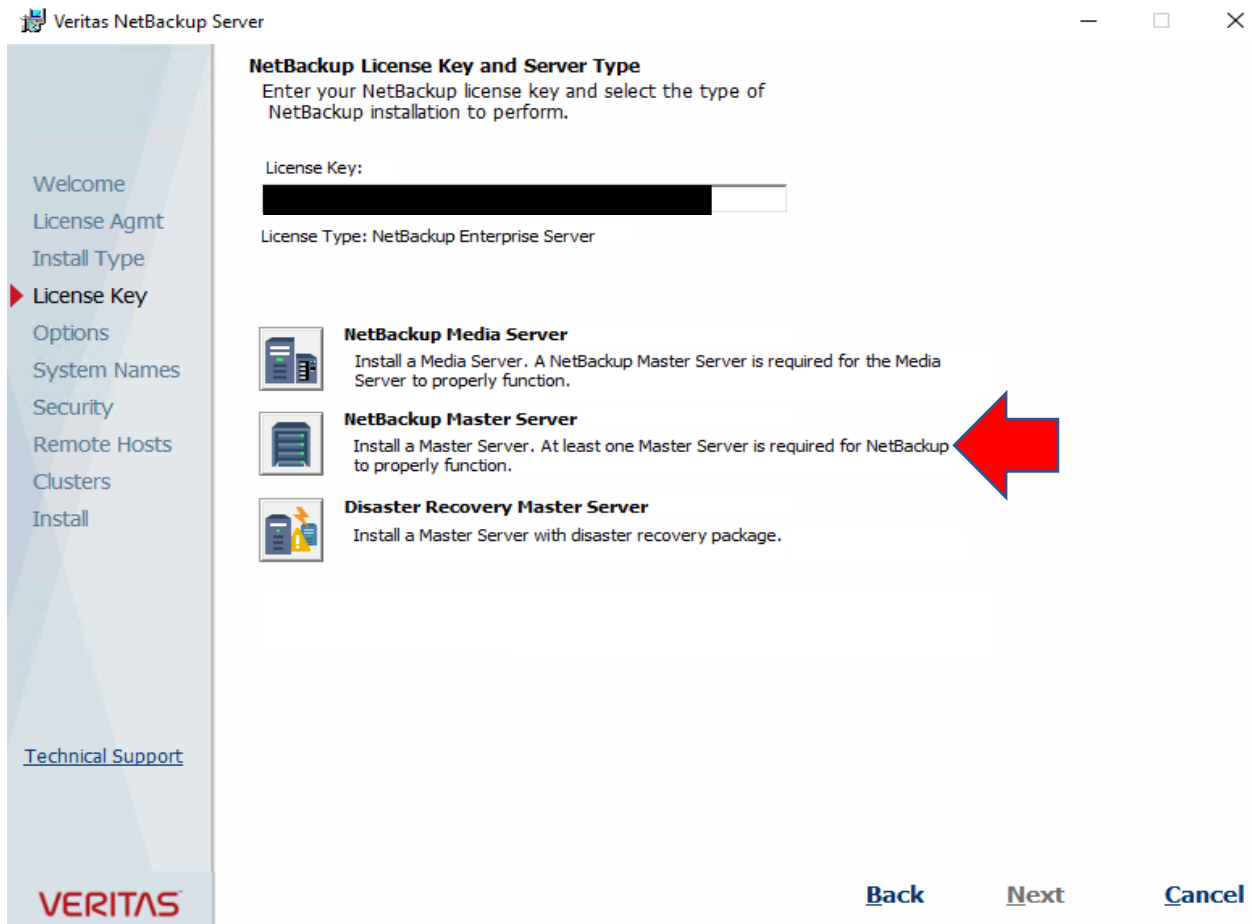 Veritas NetBackup Server
NetBackup License Key and Server Type
Enter your NetBackup license key and select the type of
NetBackup installation to perform.
License Key:
License Type: NetBackup Enterprise Server
Welcome
License Agmt
Install Type
License Key
Options
System Names
Security
Remote Hosts
Clusters
Install
NetBackup Media Server
Install a Media Server. A NetBackup Master Server is required for the Media
Server to properly function.
NetBackup Master Server
Install a Master Server. At least one Master Server is required for NetBackup
to properly function.
Disaster Recovery Master Server
Install a Master Server with disaster recovery package.
Technical Support
VERITAS
Back Next Cancel